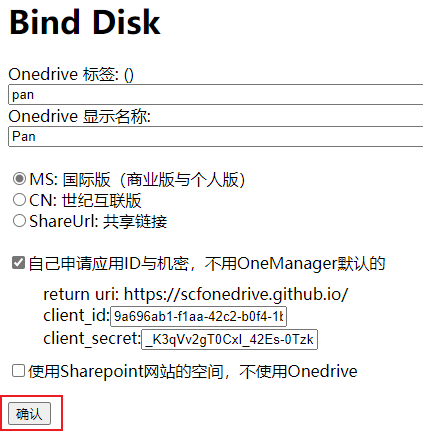 Bind Disk
Onedrive 标签: ()
pan
Onedrive 显示名称:
Pan
MS: 国际版（商业版与个人版）
CN: 世纪互联版
ShareUrl: 共享链接
自己申请应用ID与机密，不用OneManager默认的
return uri: https://scfonedrive.github.io/
client_id:9a696ab1-f1aa-42c2-b0f4-1b
client_secret:_K3qVv2gT0CxI_42Es-0Tzk
使用Sharepoint网站的空间，不使用Onedrive
确认